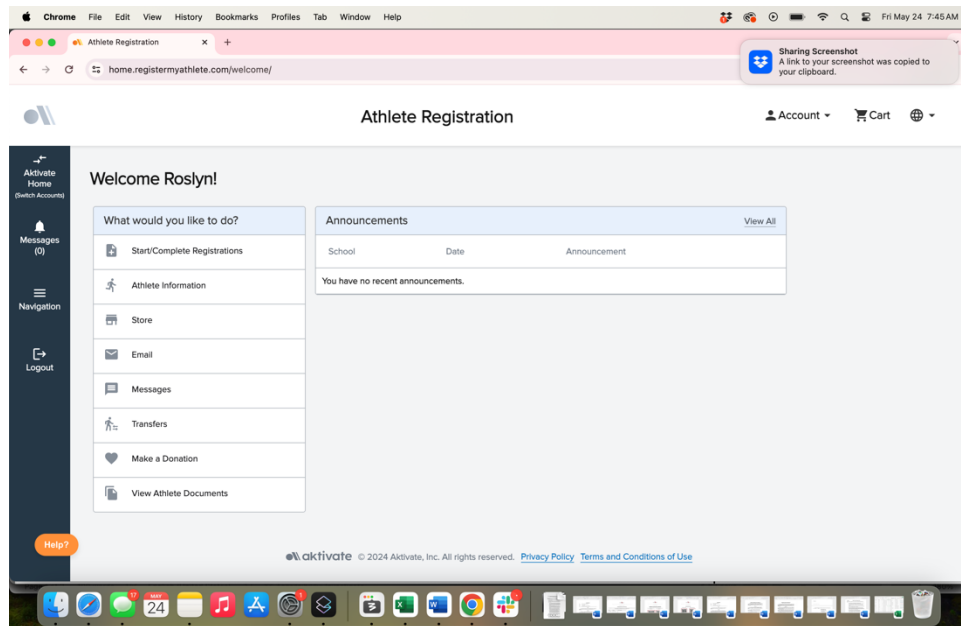 Chrome File Edit View History Bookmarks Profiles Tab Window Help Fri May 24 7:45 AM
Athlete Registration
home.registermyathlete.com/welcome/
Sharing Screenshot
A link to your screenshot was copied to
your clipboard.
Athlete Registration
Account
Cart
Aktivate
Home
(Switch Accounts)
Messages
(0)
Navigation
Logout
Welcome Roslyn!
What would you like to do?
Start/Complete Registrations
Athlete Information
Store
Email
Messages
Transfers
Make a Donation
View Athlete Documents
Announcements View All
School Date Announcement
You have no recent announcements.
Help?
aktivate © 2024 Aktivate, Inc. All rights reserved. Privacy Policy Terms and Conditions of Use
17
MAY
24